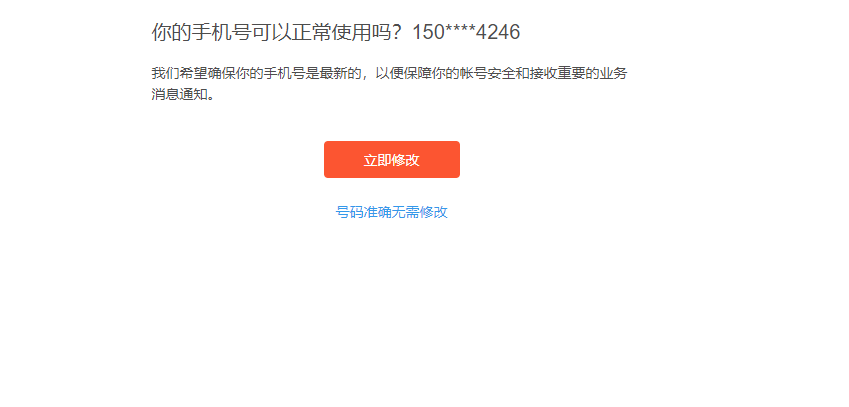 你的手机号可以正常使用吗？150****4246
我们希望确保你的手机号是最新的，以便保障你的帐号安全和接收重要的业务
消息通知。
立即修改
号码准确无需修改